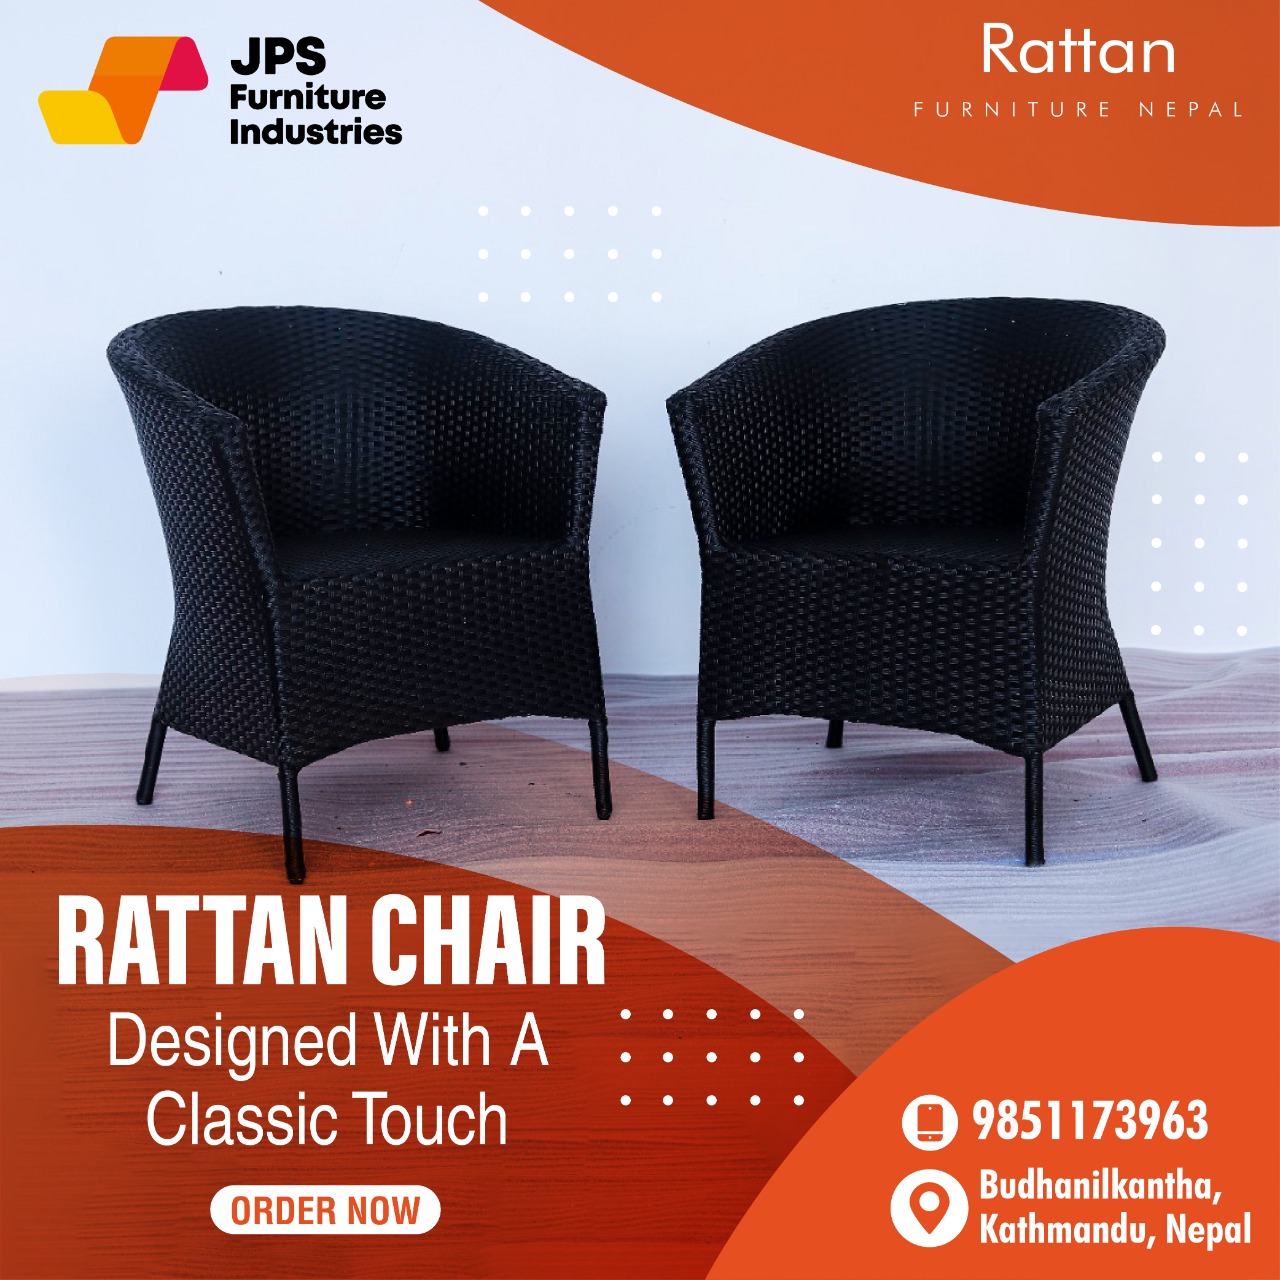 JPS
Furniture
Industries
Rattan
FURNITURE NEPAL
RATTAN CHAIR
Designed With A
Classic Touch
ORDER NOW
9851173963
Budhanilkantha,
Kathmandu, Nepal